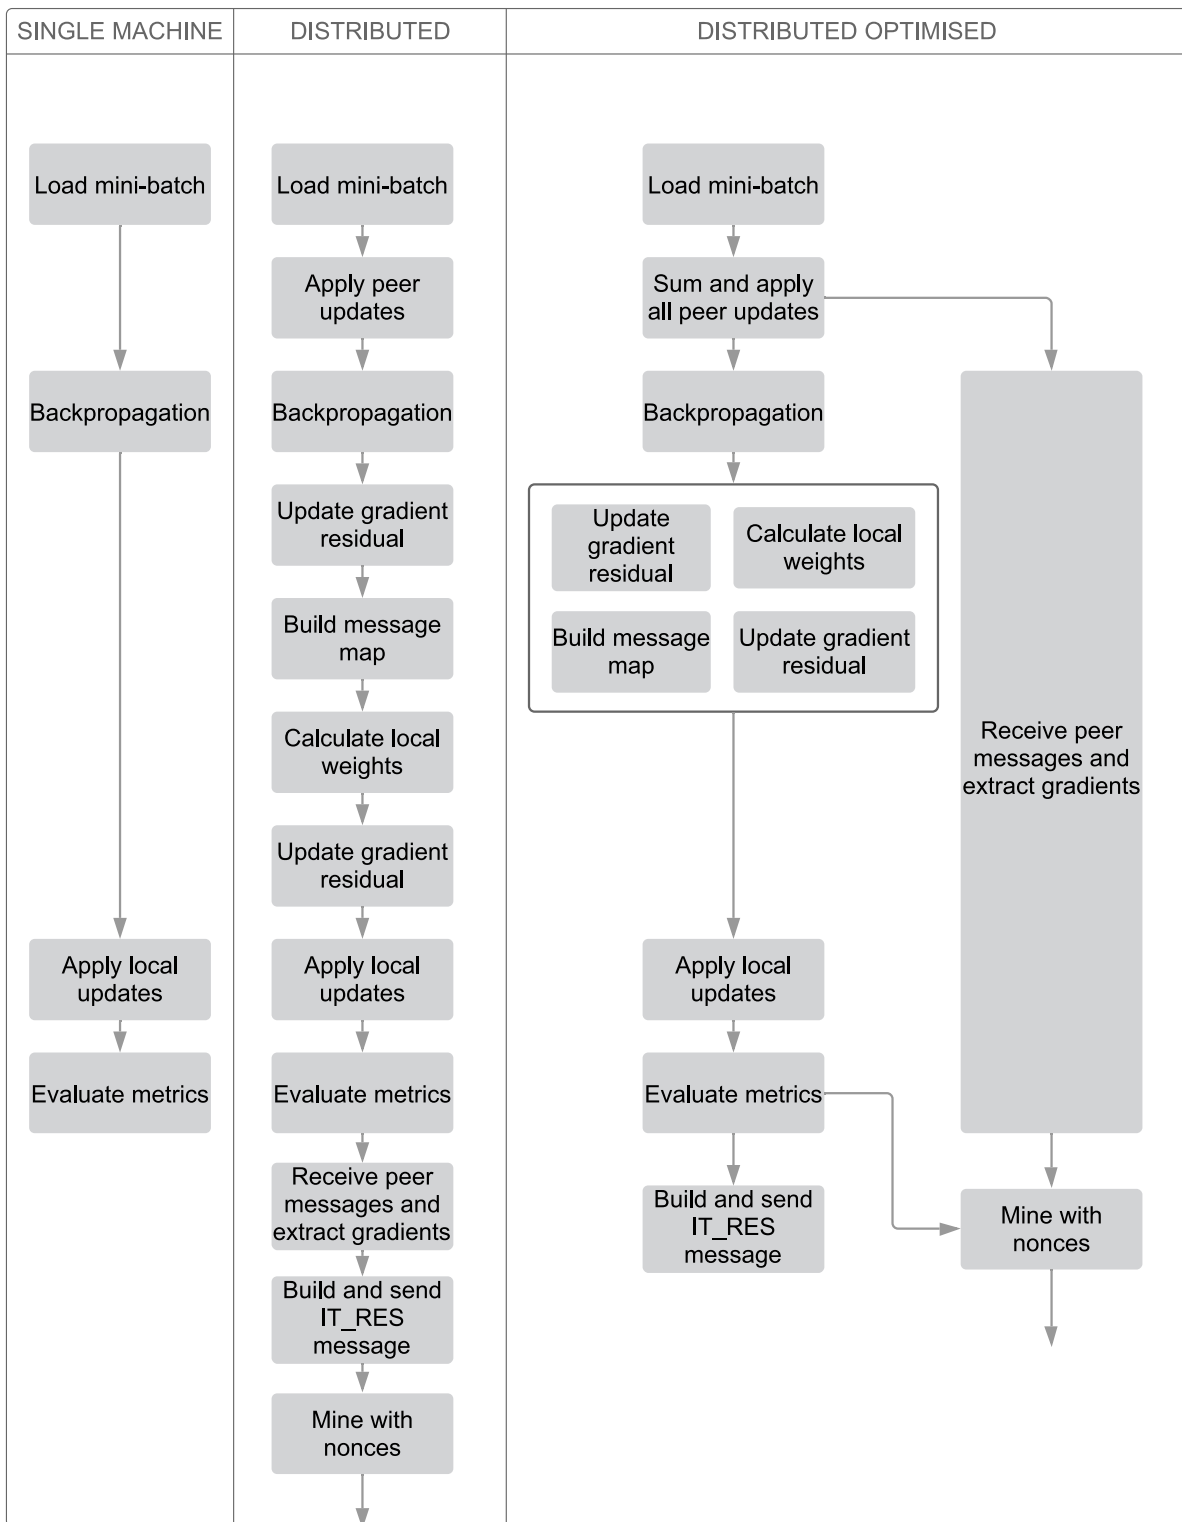 SINGLE MACHINE
DISTRIBUTED
DISTRIBUTED OPTIMISED
Load mini-batch
Backpropagation
Apply local
updates
Evaluate metrics
Load mini-batch
Apply peer
updates
Backpropagation
Update gradient
residual
Build message
map
Calculate local
weights
Update gradient
residual
Apply local
updates
Evaluate metrics
Receive peer
messages and
extract gradients
Build and send
IT_RES
message
Mine with
nonces
Load mini-batch
Sum and apply
all peer updates
Backpropagation
Update
gradient
residual
Calculate local
weights
Build message
map
Update gradient
residual
Apply local
updates
Evaluate metrics
Build and send
IT_RES
message
Receive peer
messages and
extract gradients
Mine with
nonces